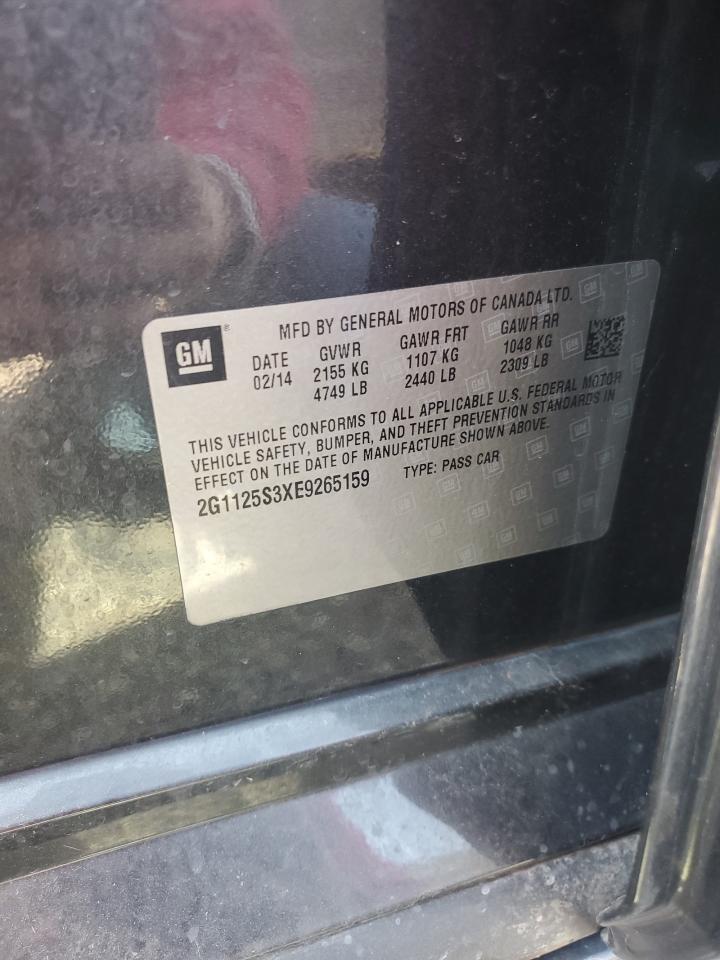 GM
MFD BY GENERAL MOTORS OF CANADA LTD.
DATE GVWR GAWR FRT GAWR RR
02/14 2155 KG 1107 KG 1048 KG
4749 LB 2440 LB 2309 LB
THIS VEHICLE CONFORMS TO ALL APPLICABLE U.S. FEDERAL MOTOR
VEHICLE SAFETY, BUMPER, AND THEFT PREVENTION STANDARDS IN
EFFECT ON THE DATE OF MANUFACTURE SHOWN ABOVE.
2G1125S3XE9265159 TYPE: PASS CAR